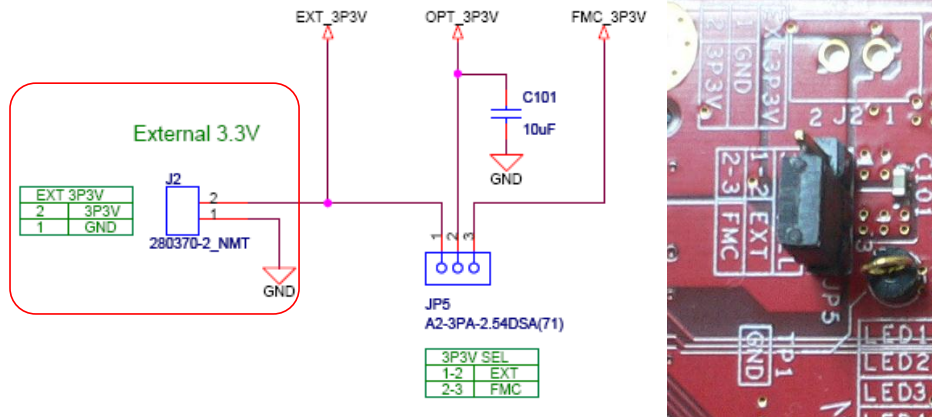 EXT_3P3V
OPT_3P3V
FMC_3P3V
C101
10uF
GND
External 3.3V
J2
EXT 3P3V
2 3P3V
1 GND
2
1
280370-2_NMT
GND
1
2
3
JP5
A2-3PA-2.54DSA(71)
3P3V SEL
1-2 EXT
2-3 FMC
EXT3P3V
1 GND
2 3P3V
2 J2 1
C101
1-2 EXT
2-3 FMC
3
JP5
TP1
GND
LED1
LED2
LED3